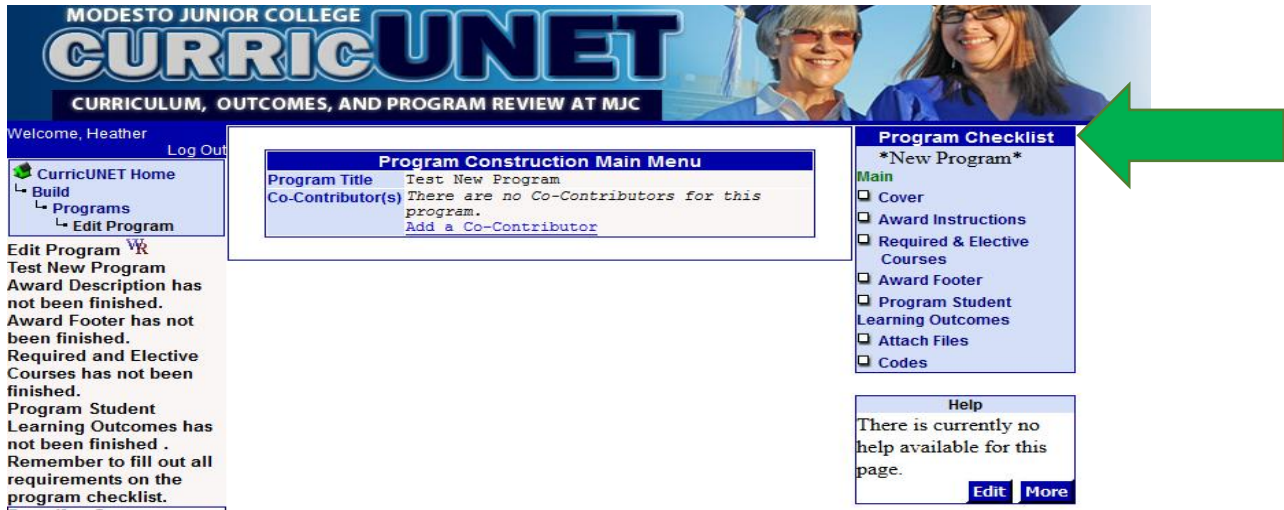 MODESTO JUNIOR COLLEGE
CURRICUNET
CURRICULUM, OUTCOMES, AND PROGRAM REVIEW AT MJC
Welcome, Heather
Log Out
CurricUNET Home
Build
Programs
Edit Program
Edit Program WR
Test New Program
Award Description has
not been finished.
Award Footer has not
been finished.
Required and Elective
Courses has not been
finished.
Program Student
Learning Outcomes has
not been finished .
Remember to fill out all
requirements on the
program checklist.
Program Construction Main Menu
Program Title Test New Program
Co-Contributor(s) There are no Co-Contributors for this
program.
Add a Co-Contributor
Program Checklist
*New Program*
Main
Cover
Award Instructions
Required & Elective
Courses
Award Footer
Program Student
Learning Outcomes
Attach Files
Codes
Help
There is currently no
help available for this
page.
Edit More